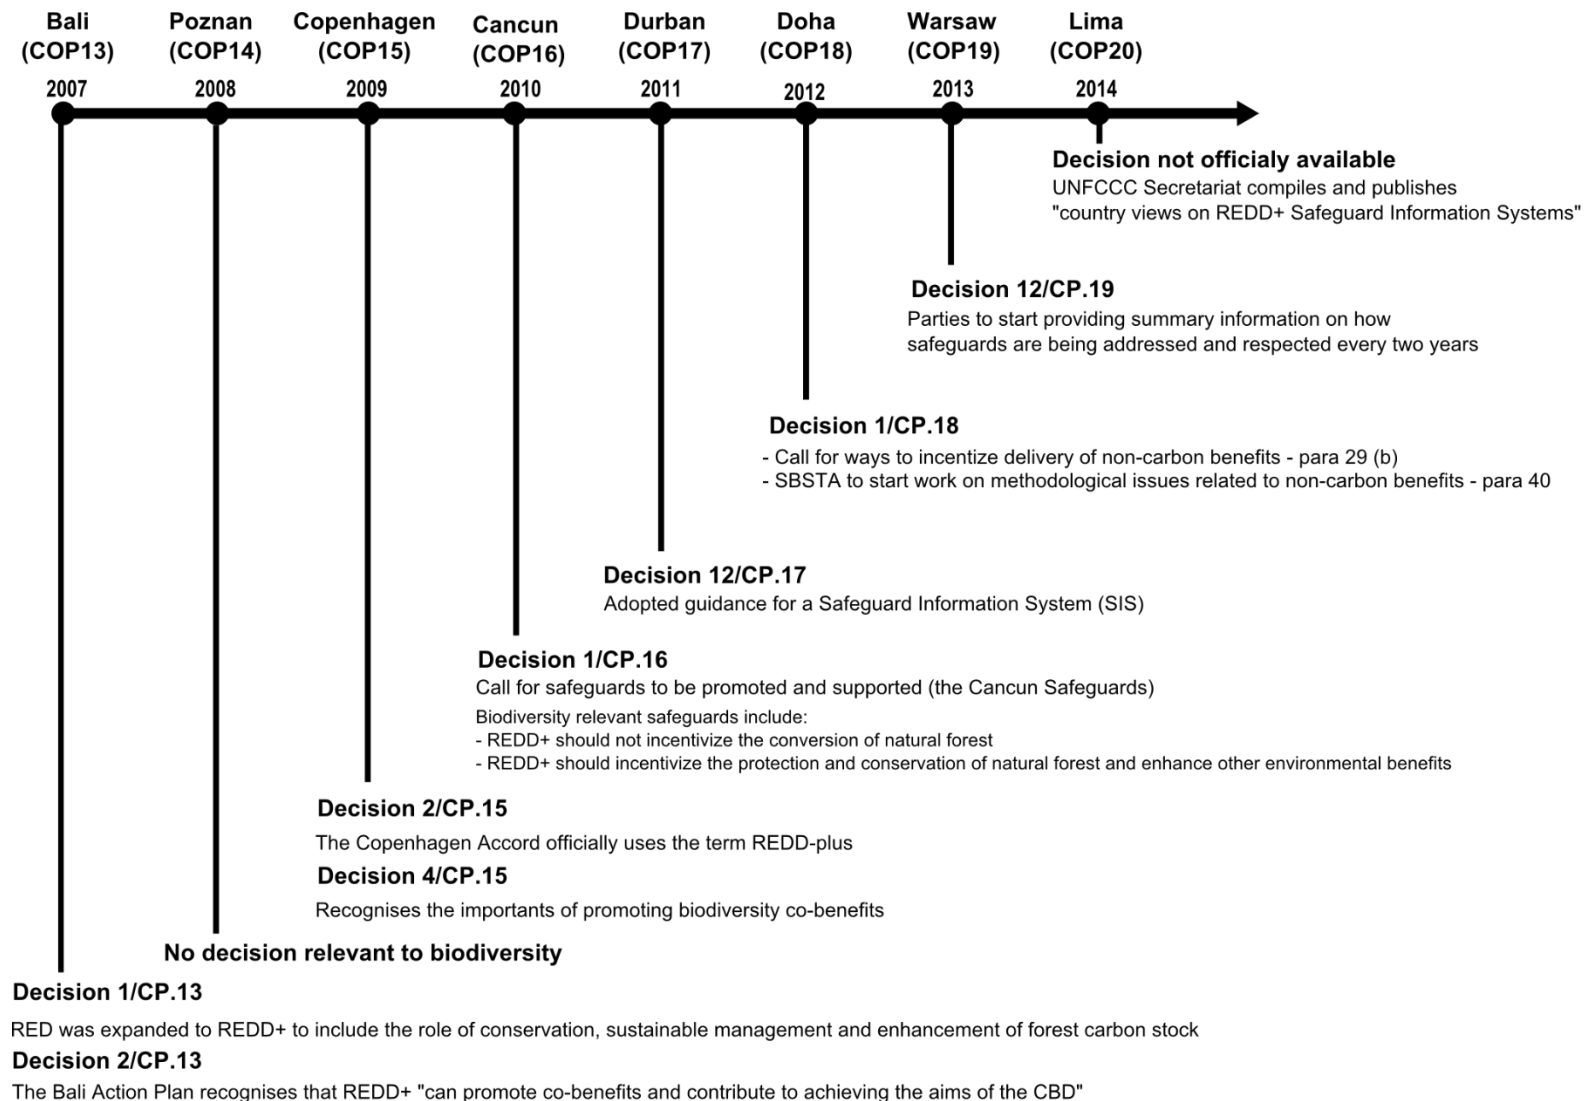 Bali
(COP13)
2007
Poznan
(COP14)
2008
Copenhagen
(COP15)
2009
Cancun
(COP16)
2010
Durban
(COP17)
2011
Doha
(COP18)
2012
Warsaw
(COP19)
2013
Lima
(COP20)
2014
Decision not officialy available
UNFCCC Secretariat compiles and publishes
"country views on REDD+ Safeguard Information Systems"
Decision 12/CP.19
Parties to start providing summary information on how
safeguards are being addressed and respected every two years
Decision 1/CP.18
- Call for ways to incentize delivery of non-carbon benefits - para 29 (b)
- SBSTA to start work on methodological issues related to non-carbon benefits - para 40
Decision 12/CP.17
Adopted guidance for a Safeguard Information System (SIS)
Decision 1/CP.16
Call for safeguards to be promoted and supported (the Cancun Safeguards)
Biodiversity relevant safeguards include:
- REDD+ should not incentivize the conversion of natural forest
- REDD+ should incentivize the protection and conservation of natural forest and enhance other environmental benefits
Decision 2/CP.15
The Copenhagen Accord officially uses the term REDD-plus
Decision 4/CP.15
Recognises the importants of promoting biodiversity co-benefits
No decision relevant to biodiversity
Decision 1/CP.13
RED was expanded to REDD+ to include the role of conservation, sustainable management and enhancement of forest carbon stock
Decision 2/CP.13
The Bali Action Plan recognises that REDD+ "can promote co-benefits and contribute to achieving the aims of the CBD"